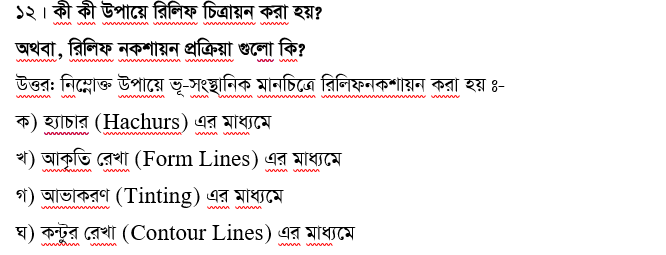 ১২। কী কী উপায়ে রিলিফ চিত্রায়ন করা হয়?
অথবা, রিলিফ নকশায়ন প্রক্রিয়া গুলো কি?
উত্তর: নিম্নোক্ত উপায়ে ভূ-সংস্থানিক মানচিত্রে রিলিফনকশায়ন করা হয় ঃ-
ক) হ্যাচার (Hachurs) এর মাধ্যমে
খ) আকৃতি রেখা (Form Lines) এর মাধ্যমে
গ) আভাকরণ (Tinting) এর মাধ্যমে
ঘ) কন্টুর রেখা (Contour Lines) এর মাধ্যমে